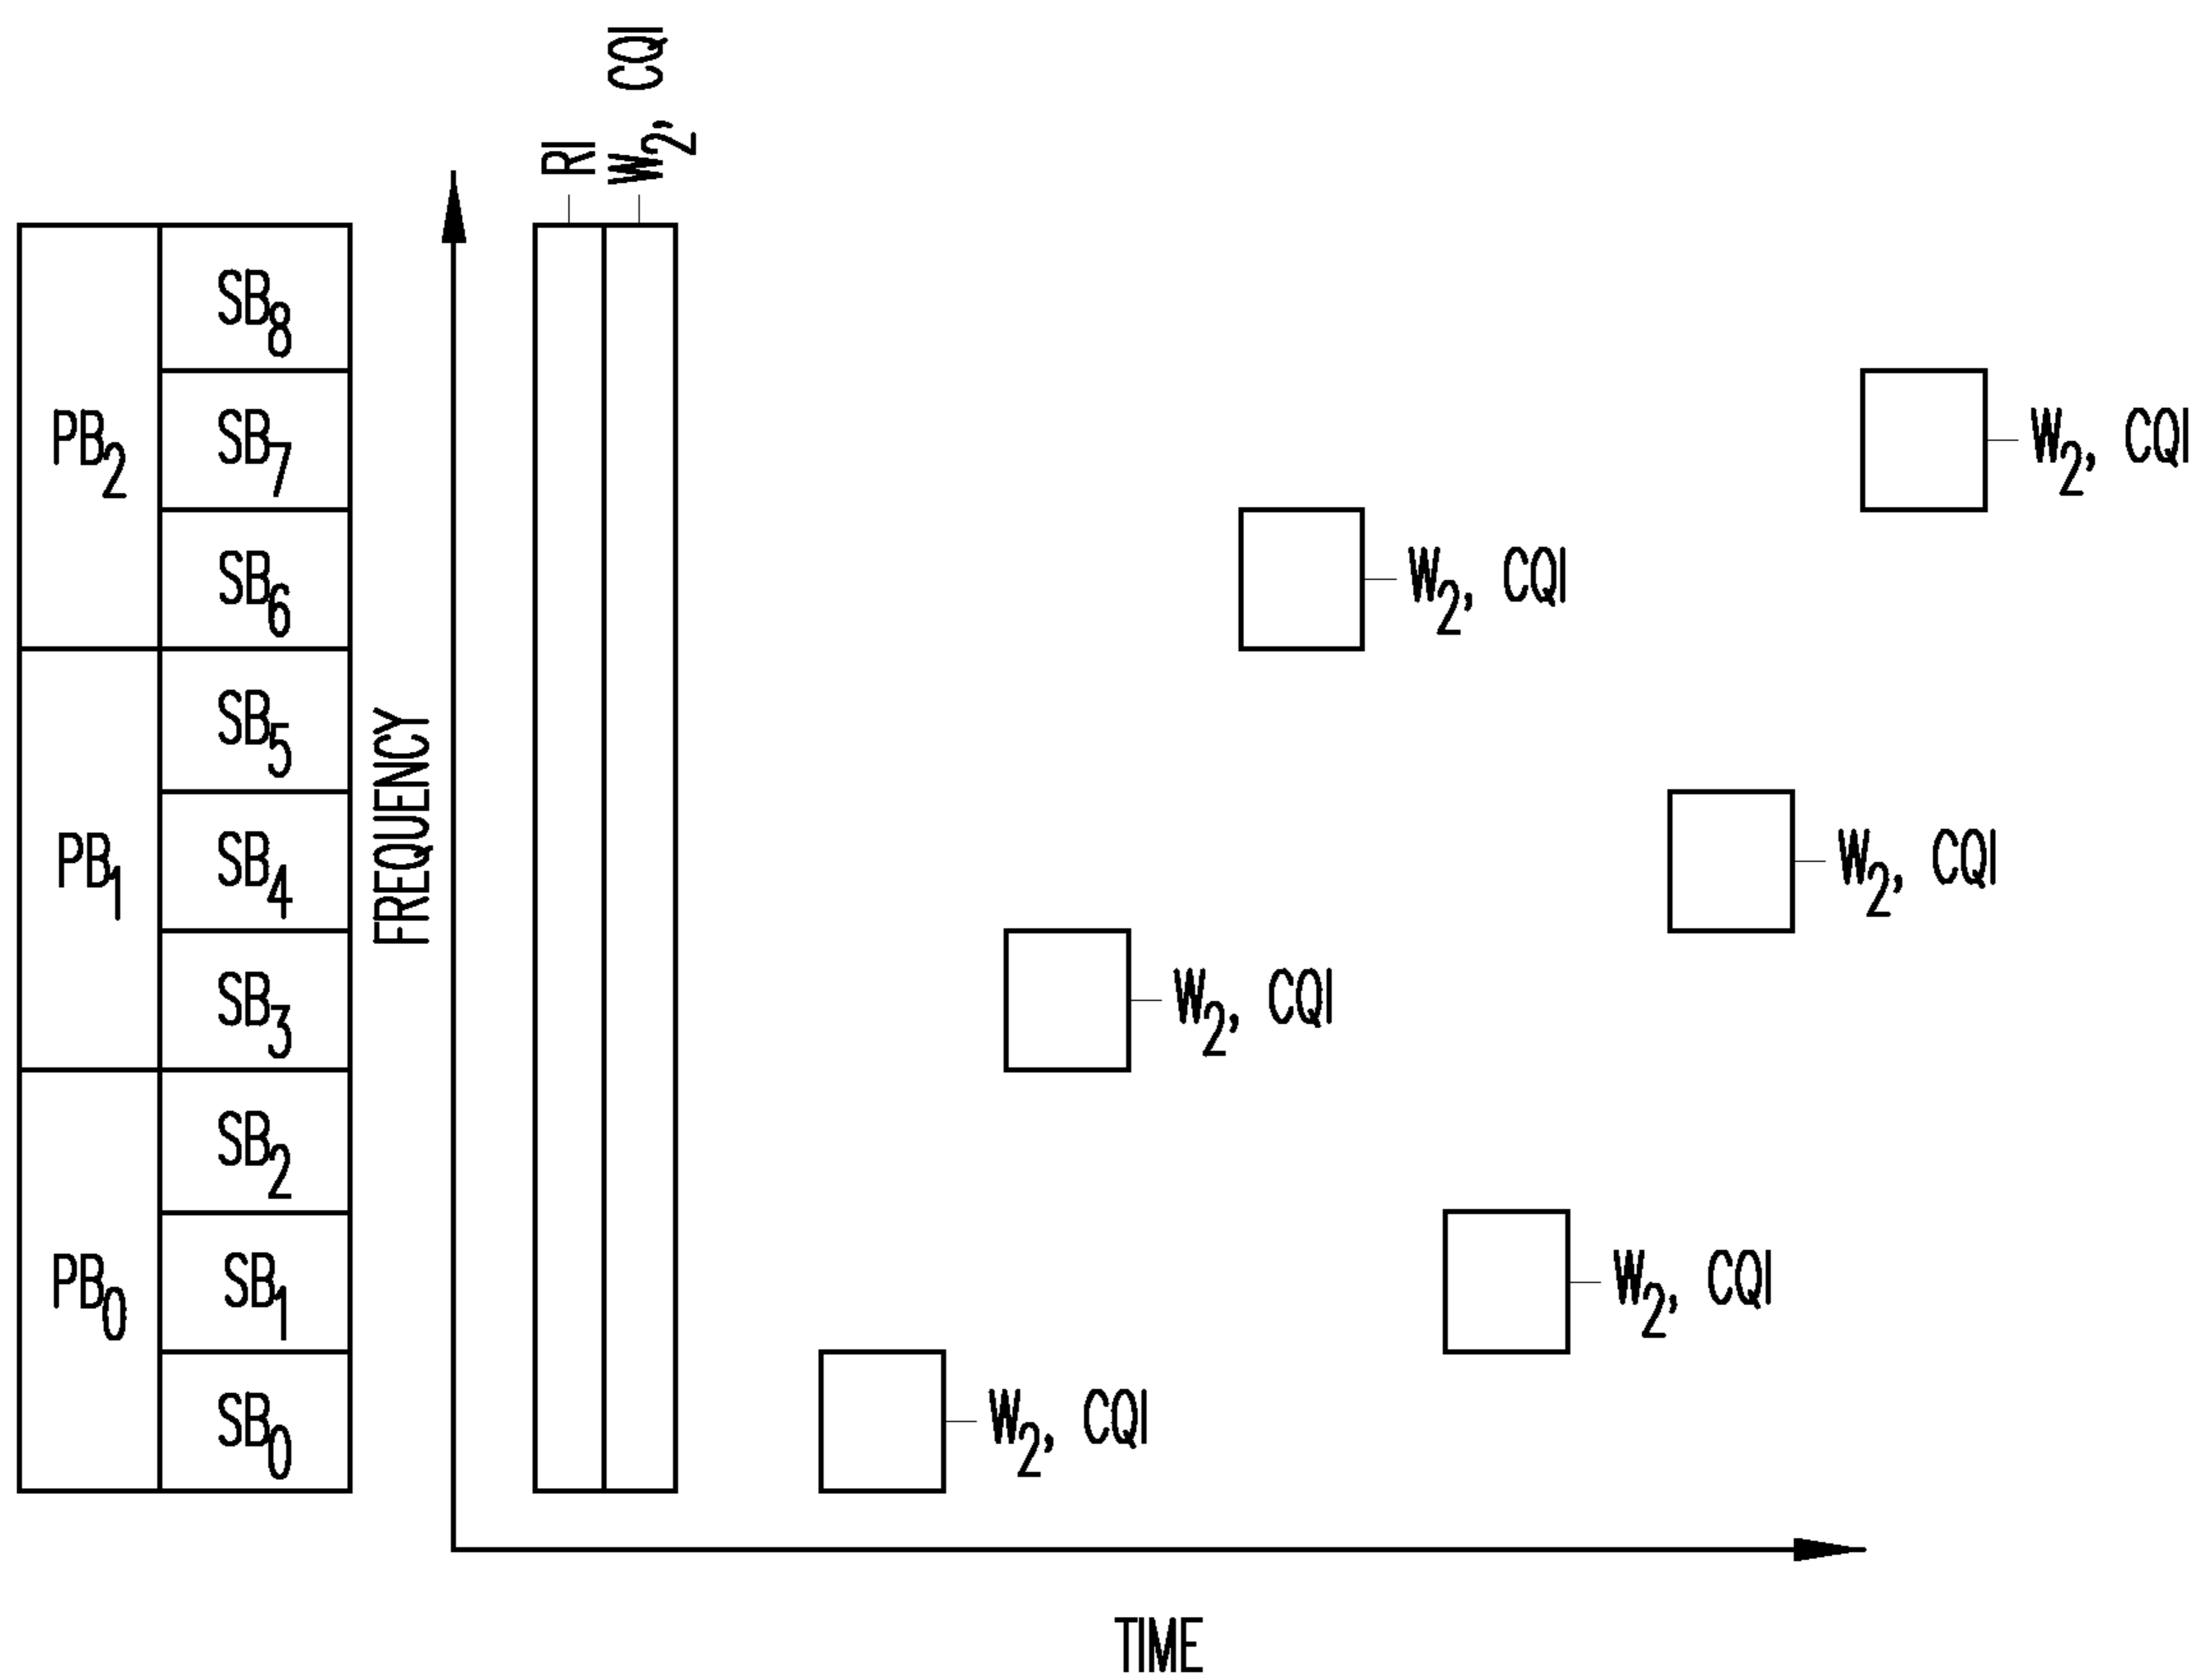 RI
W2, CQI
PB2
SB8
SB7
SB6
PB1
SB5
SB4
SB3
PB0
SB2
SB1
SB0
FREQUENCY
W2, CQI
W2, CQI
W2, CQI
W2, CQI
W2, CQI
W2, CQI
TIME